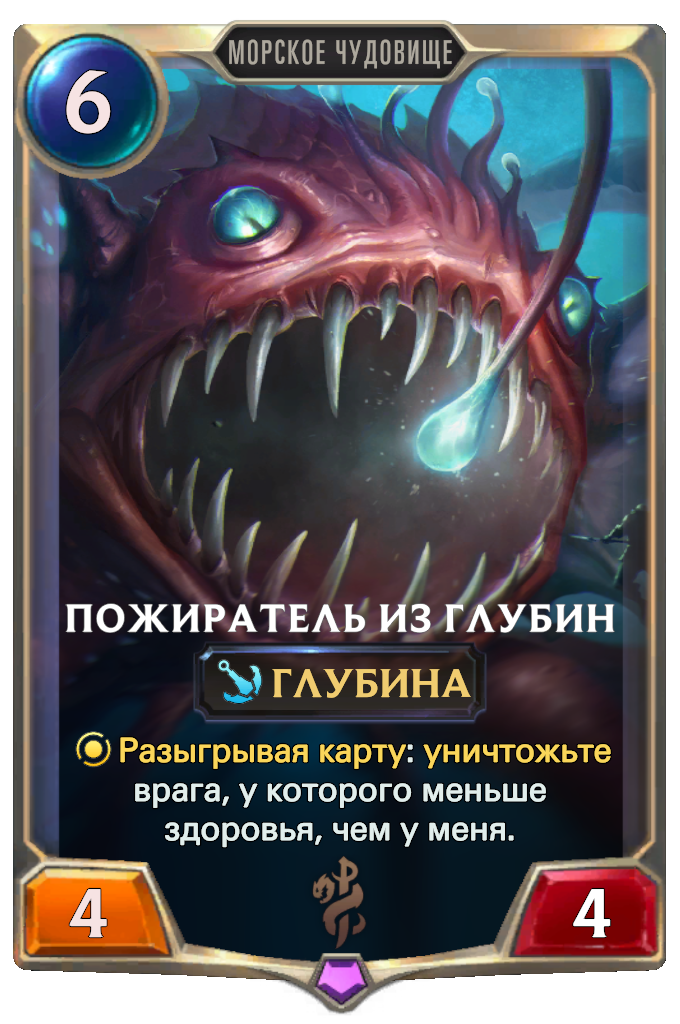 МОРСКОЕ ЧУДОВИЩЕ
6
ПОЖИРАТЕЛЬ ИЗ ГЛУБИН
ГЛУБИНА
Разыгрывая карту: уничтожьте
врага, у которого меньше
здоровья, чем у меня.
4
4